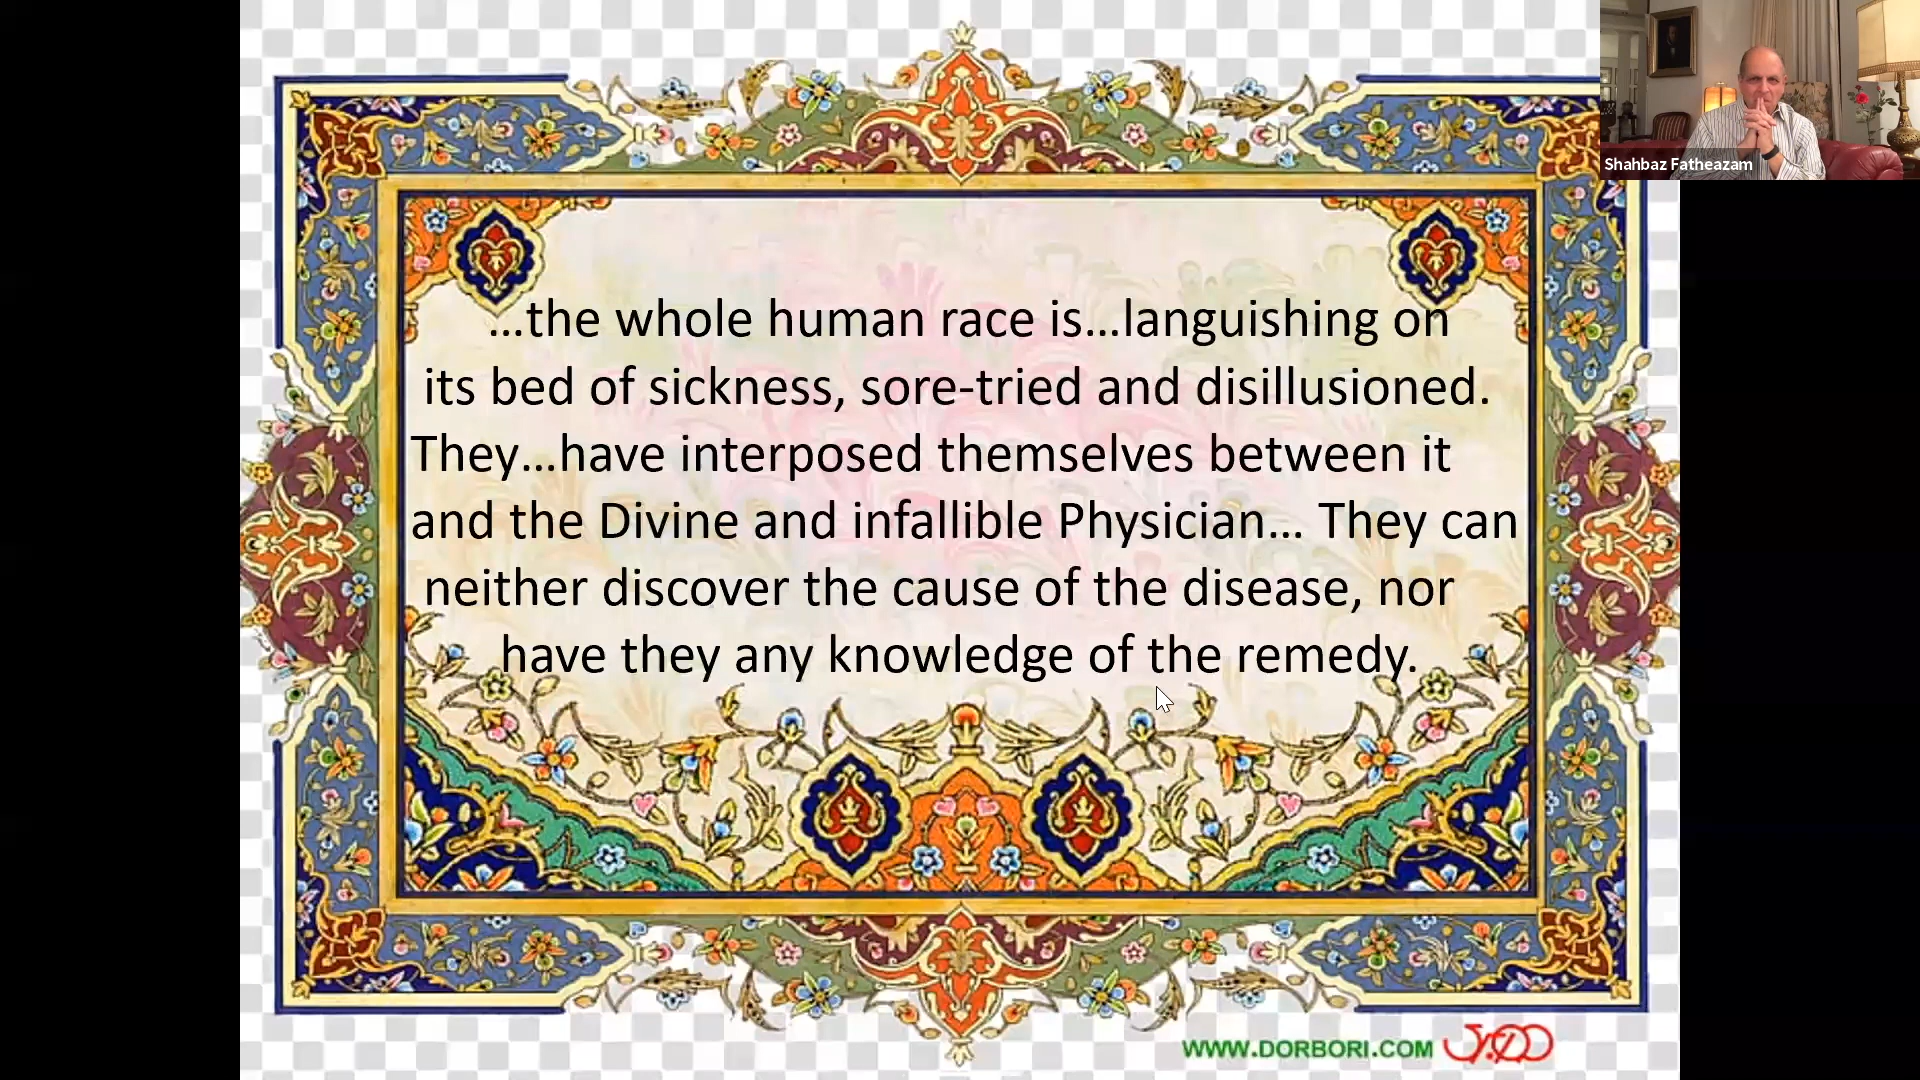 Shahbaz Fatheazam
...the whole human race is...languishing on
its bed of sickness, sore-tried and disillusioned.
They...have interposed themselves between it
and the Divine and infallible Physician... They can
neither discover the cause of the disease, nor
have they any knowledge of the remedy.
WWW.DORBORI.COM